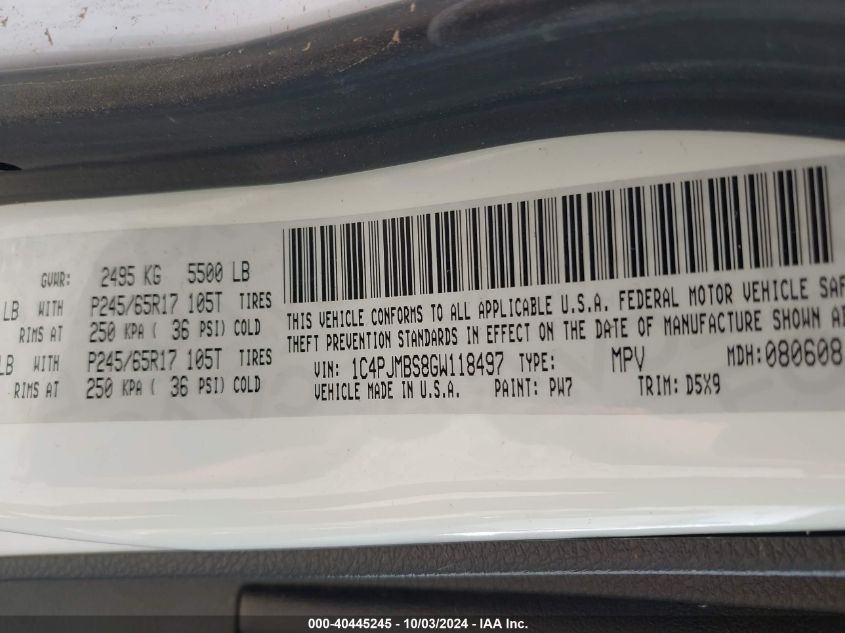 GVWR: 2495 KG 5500 LB
LB WITH P245/65R17 105T TIRES
RIMS AT 250 KPA ( 36 PSI) COLD
LB WITH P245/65R17 105T TIRES
RIMS AT 250 KPA ( 36 PSI) COLD
THIS VEHICLE CONFORMS TO ALL APPLICABLE U.S.A. FEDERAL MOTOR VEHICLE SAF
THEFT PREVENTION STANDARDS IN EFFECT ON THE DATE OF MANUFACTURE SHOWN A
VIN: 1C4PJMBS8GW118497 TYPE: MPV MDH: 080608
VEHICLE MADE IN U.S.A. PAINT: PW7 TRIM: D5X9
000-40445245 - 10/03/2024 - IAA Inc.